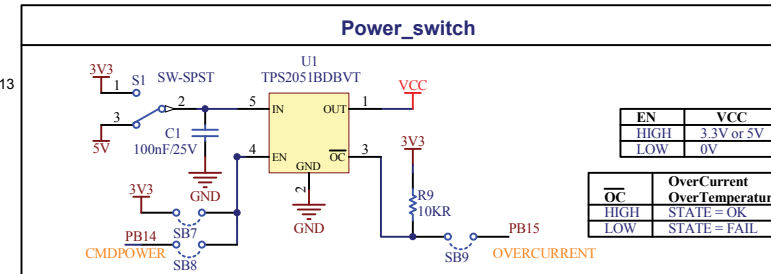 Power_switch
13
3V3
1
S1
SW-SPST
2
3
5V
C1
100nF/25V
GND
U1
TPS2051BDBVT
5
IN
OUT
1
VCC
4
EN
OC
3
GND
2
GND
3V3
R9
10KR
3V3
SB7
PB14
CMDPOWER
SB8
SB9
PB15
OVERCURRENT
EN VCC
HIGH 3.3V or 5V
LOW 0V
OverCurrent
OC
HIGH STATE = OK
LOW STATE = FAIL